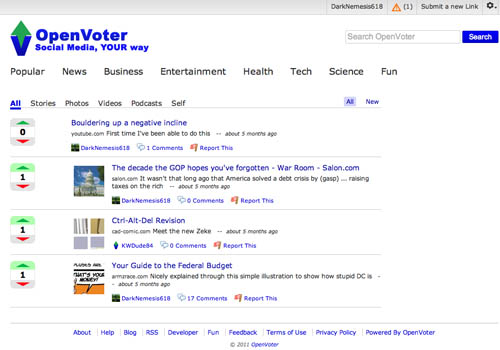 DarkNemesis618 (1) Submit a new Link
OpenVoter
Social Media, YOUR way
Search OpenVoter Search
Popular News Business Entertainment Health Tech Science Fun
All Stories Photos Videos Podcasts Self All New
0
Bouldering up a negative incline
youtube.com First time I've been able to do this -- about 5 months ago
DarkNemesis618 1 Comments Report This
1
The decade the GOP hopes you've forgotten - War Room - Salon.com
salon.com It wasn't that long ago that America solved a debt crisis by (gasp) ... raising
taxes on the rich -- about 5 months ago
DarkNemesis618 0 Comments Report This
1
Ctrl-Alt-Del Revision
cad-comic.com Meet the new Zeke -- about 5 months ago
KWDude84 0 Comments Report This
1
PLANES ARE
THAT'S YOUR
MONEY!
Your Guide to the Federal Budget
armzrace.com Nicely explained through this simple illustration to show how stupid DC is -
- about 5 months ago
DarkNemesis618 17 Comments Report This
About Help Blog RSS Developer Fun Feedback Terms of Use Privacy Policy Powered By OpenVoter
© 2011 OpenVoter